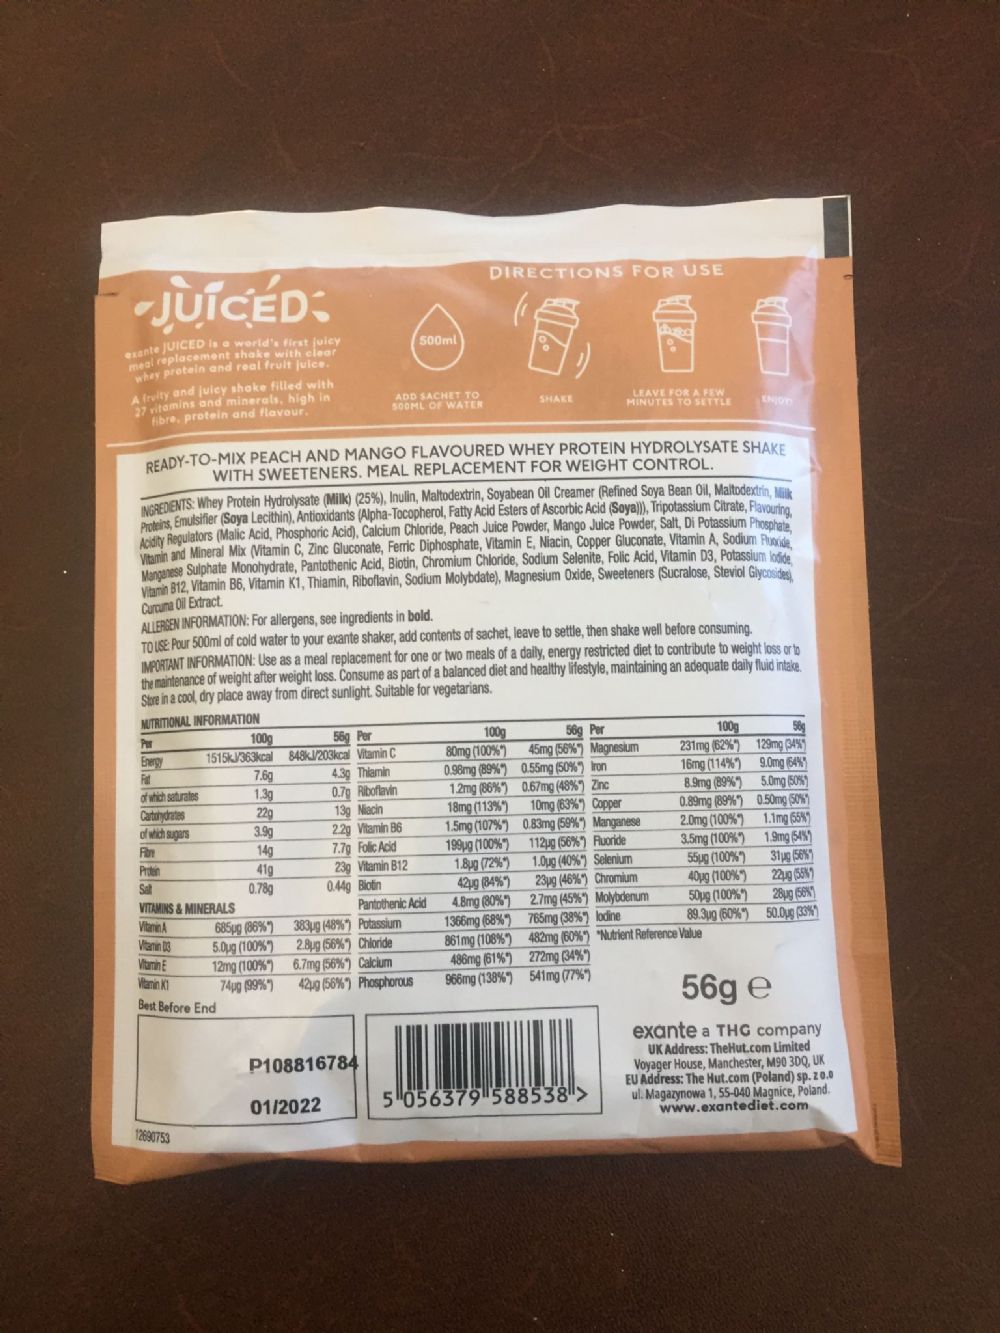 JUICED
exante JUICED is a world's first juicy
meal replacement shake with clear
whey protein and real fruit juice.
A fruity and juicy shake filled with
27 vitamins and minerals, high in
fibre, protein and flavour.
DIRECTIONS FOR USE
500ml
ADD SACHET TO
500ML OF WATER
SHAKE
LEAVE FOR A FEW
MINUTES TO SETTLE
ENJOY!
READY-TO-MIX PEACH AND MANGO FLAVOURED WHEY PROTEIN HYDROLYSATE SHAKE
WITH SWEETENERS. MEAL REPLACEMENT FOR WEIGHT CONTROL.
INGREDIENTS: Whey Protein Hydrolysate (Milk) (25%), Inulin, Maltodextrin, Soyabean Oil Creamer (Refined Soya Bean Oil, Maltodextrin, Milk
Proteins, Emulsifier (Soya Lecithin), Antioxidants (Alpha-Tocopherol, Fatty Acid Esters of Ascorbic Acid (Soya))), Tripotassium Citrate, Flavouring,
Acidity Regulators (Malic Acid, Phosphoric Acid), Calcium Chloride, Peach Juice Powder, Mango Juice Powder, Salt, Di Potassium Phosphate,
Vitamin and Mineral Mix (Vitamin C, Zinc Gluconate, Ferric Diphosphate, Vitamin E, Niacin, Copper Gluconate, Vitamin A, Sodium Fluoride,
Manganese Sulphate Monohydrate, Pantothenic Acid, Biotin, Chromium Chloride, Sodium Selenite, Folic Acid, Vitamin D3, Potassium Iodide,
Vitamin B12, Vitamin B6, Vitamin K1, Thiamin, Riboflavin, Sodium Molybdate), Magnesium Oxide, Sweeteners (Sucralose, Steviol Glycosides),
Curcuma Oil Extract.
ALLERGEN INFORMATION: For allergens, see ingredients in bold.
TO USE: Pour 500ml of cold water to your exante shaker, add contents of sachet, leave to settle, then shake well before consuming.
IMPORTANT INFORMATION: Use as a meal replacement for one or two meals of a daily, energy restricted diet to contribute to weight loss or to
the maintenance of weight after weight loss. Consume as part of a balanced diet and healthy lifestyle, maintaining an adequate daily fluid intake.
Store in a cool, dry place away from direct sunlight. Suitable for vegetarians.
NUTRITIONAL INFORMATION
Per 100g 56g
Energy 1515kJ/363kcal 848kJ/203kcal
Fat 7.6g 4.3g
of which saturates 1.3g 0.7g
Carbohydrates 22g 13g
of which sugars 3.9g 2.2g
Fibre 14g 7.7g
Protein 41g 23g
Salt 0.78g 0.44g
VITAMINS & MINERALS
Vitamin A 685µg (86%*) 383µg (48%*)
Vitamin D3 5.0µg (100%*) 2.8µg (56%*)
Vitamin E 12mg (100%*) 6.7mg (56%*)
Vitamin K1 74µg (99%*) 42µg (56%*)
Per 100g 56g
Vitamin C 80mg (100%*) 45mg (56%*)
Thiamin 0.98mg (89%*) 0.55mg (50%*)
Riboflavin 1.2mg (86%*) 0.67mg (48%*)
Niacin 18mg (113%*) 10mg (63%*)
Vitamin B6 1.5mg (107%*) 0.83mg (59%*)
Folic Acid 199µg (100%*) 112µg (56%*)
Vitamin B12 1.8µg (72%*) 1.0µg (40%*)
Biotin 42µg (84%*) 23µg (46%*)
Pantothenic Acid 4.8mg (80%*) 2.7mg (45%*)
Potassium 1366mg (68%*) 765mg (38%*)
Chloride 861mg (108%*) 482mg (60%*)
Calcium 486mg (61%*) 272mg (34%*)
Phosphorous 966mg (138%*) 541mg (77%*)
Per 100g 56g
Magnesium 231mg (62%*) 129mg (34%*)
Iron 16mg (114%*) 9.0mg (64%*)
Zinc 8.9mg (89%*) 5.0mg (50%*)
Copper 0.89mg (89%*) 0.50mg (50%*)
Manganese 2.0mg (100%*) 1.1mg (55%*)
Fluoride 3.5mg (100%*) 1.9mg (54%*)
Selenium 55µg (100%*) 31µg (56%*)
Chromium 40µg (100%*) 22µg (55%*)
Molybdenum 50µg (100%*) 28µg (56%*)
Iodine 89.3µg (60%*) 50.0µg (33%*)
*Nutrient Reference Value
56g e
Best Before End
P108816784
01/2022
12690753
5 056379 588538 >
exante a THG company
UK Address: TheHut.com Limited
Voyager House, Manchester, M90 3DQ, UK
EU Address: The Hut.com (Poland) sp. z o.o
ul. Magazynowa 1, 55-040 Magnice, Poland.
www.exantediet.com